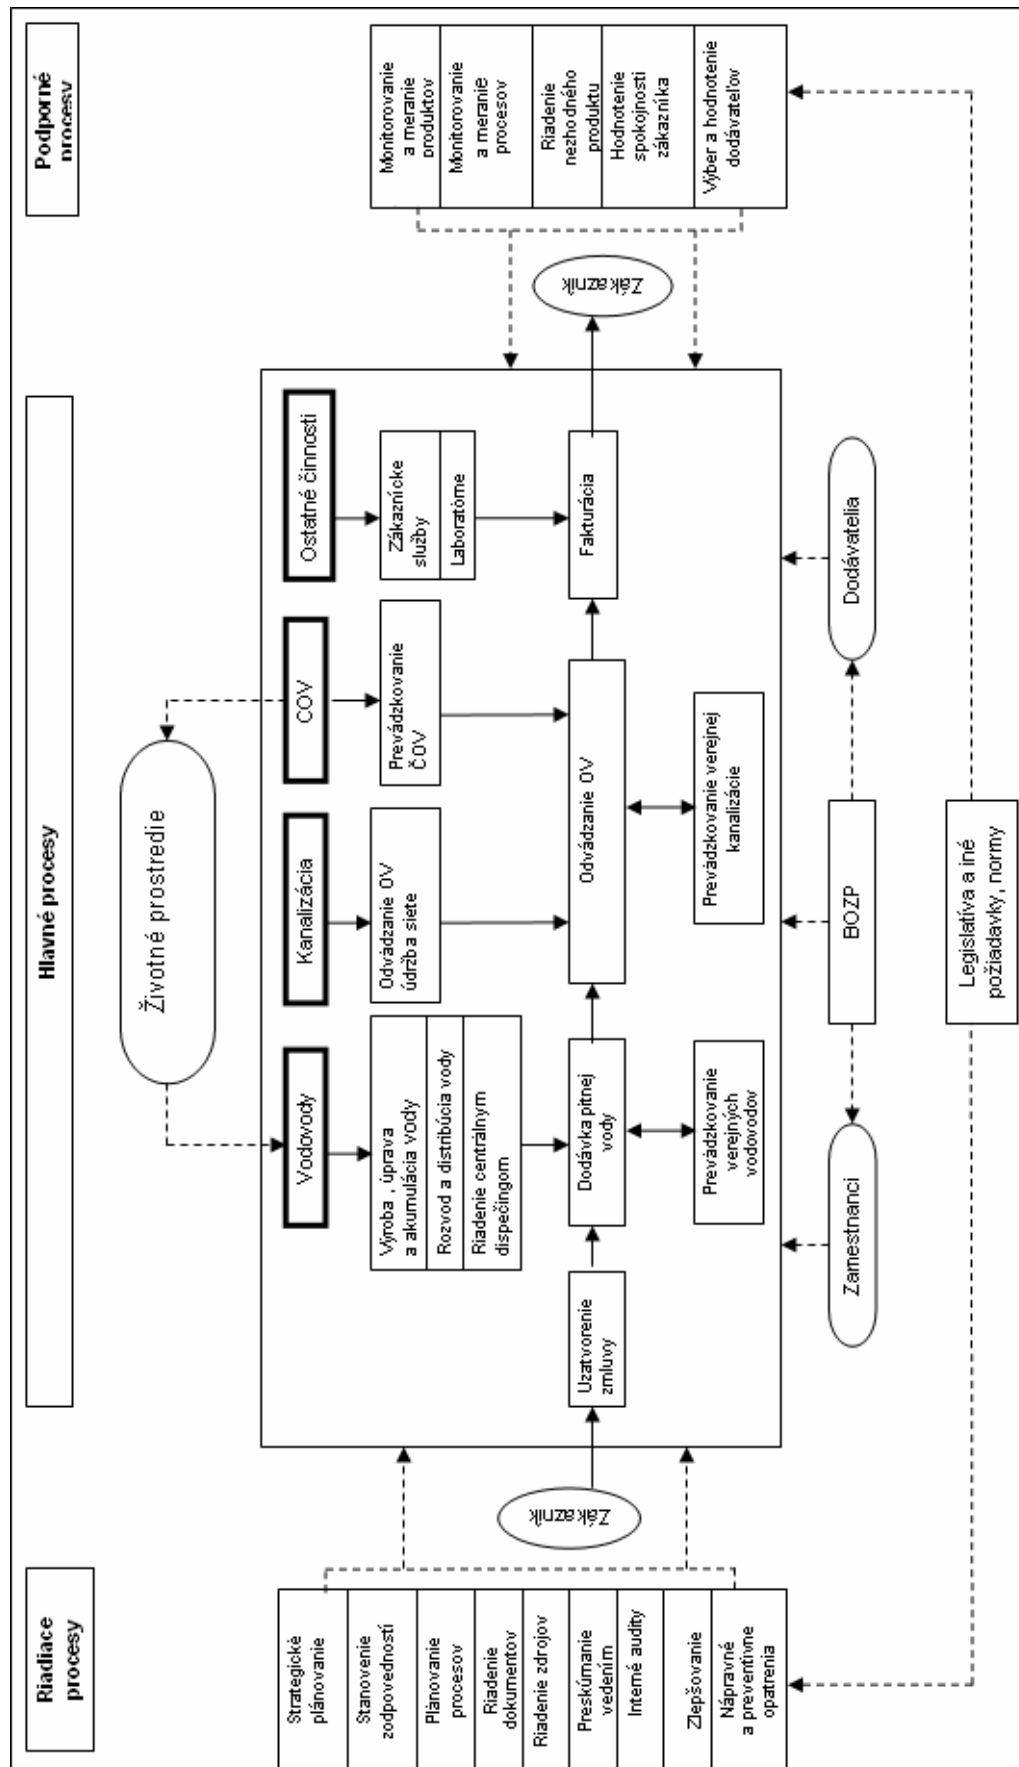 Riadiace
procesy
Hlavné procesy
Podporné
procesy
Strategické
plánovanie
Stanovenie
zodpovedností
Plánovanie
procesov
Riadenie
dokumentov
Riadenie zdrojov
Preskúmanie
vedením
Interné audity
Zlepšovanie
Nápravné
a preventívne
opatrenia
Zákazník
Životné prostredie
Vodovody
Kanalizácia
COV
Ostatné činnosti
Výroba , úprava
a akumulácia vody
Rozvod a distribúcia vody
Riadenie centrálnym
dispečingom
Odvádzanie OV
údržba siete
Prevádzkovanie
ČOV
Zákaznícke
služby
Laboratórne
Uzatvorenie
zmluvy
Dodávka pitnej
vody
Odvádzanie OV
Fakturácia
Prevádzkovanie
verejných
vodovodov
Prevádzkovanie verejnej
kanalizácie
Zákazník
Monitorovanie
a meranie
produktov
Monitorovanie
a meranie
procesov
Riadenie
nezhodného
produktu
Hodnotenie
spokojnosti
zákazníka
Výber a hodnotenie
dodávateľov
Zamestnanci
BOZP
Dodávatelia
Legislatíva a iné
požiadavky, normy